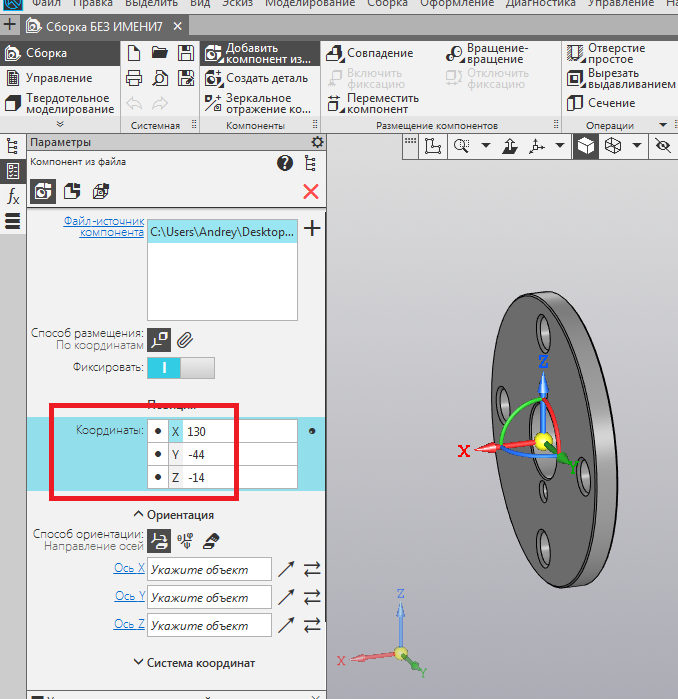 Файл Правка Выделить Вид Эскиз Моделирование Сборка Оформление Диагностика Управление
Сборка БЕЗ ИМЕНИ7
Сборка
Управление
Твердотельное
моделирование
Системная
Добавить
компонент из...
Создать деталь
Зеркальное
отражение ко...
Компоненты
Совпадение
Включить
фиксацию
Переместить
компонент
Вращение-
вращение
Отключить
фиксацию
Размещение компонентов
Отверстие
простое
Вырезать
выдавливанием
Сечение
Операции
Параметры
Компонент из файла
Файл-источник
компонента
C:\Users\Andrey\Desktop...
Способ размещения:
По координатам
Фиксировать:
Позиция
Координаты:
X 130
Y -44
Z -14
Ориентация
Способ ориентации:
Направление осей
Ось X Укажите объект
Ось Y Укажите объект
Ось Z Укажите объект
Система координат
Z
X
Y
Z
X
Y